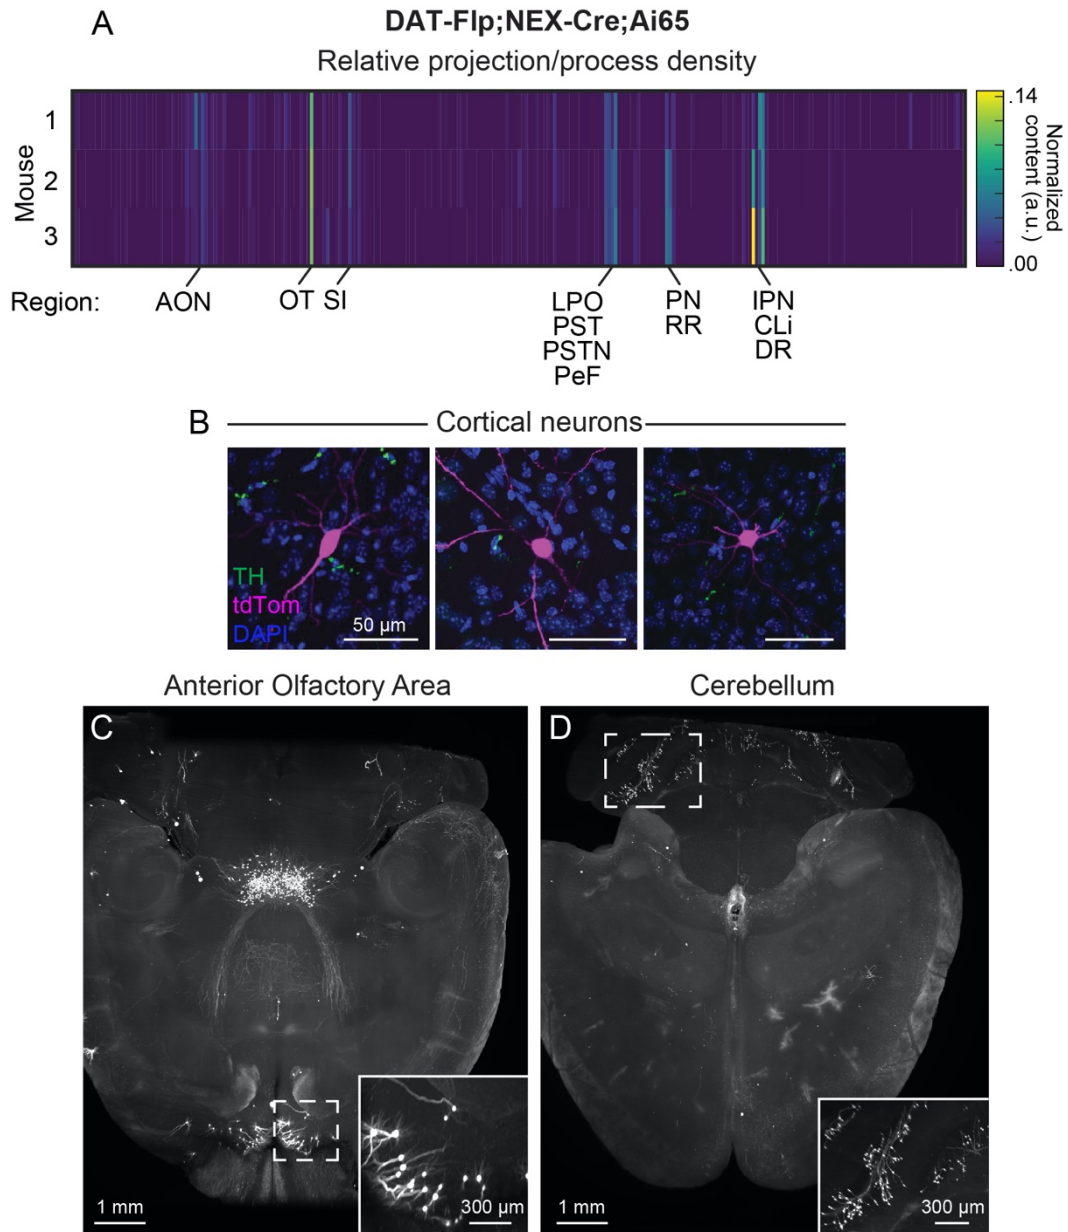 A
DAT-Flp;NEX-Cre;Ai65
Relative projection/process density
Mouse
1
2
3
.14
.00
Normalized
content (a.u.)
Region:
AON
OT
SI
LPO
PST
PSTN
PeF
PN
RR
IPN
CLi
DR
B
Cortical neurons
TH
tdTom
DAPI
50 µm
Anterior Olfactory Area
C
1 mm
300 µm
Cerebellum
D
1 mm
300 µm